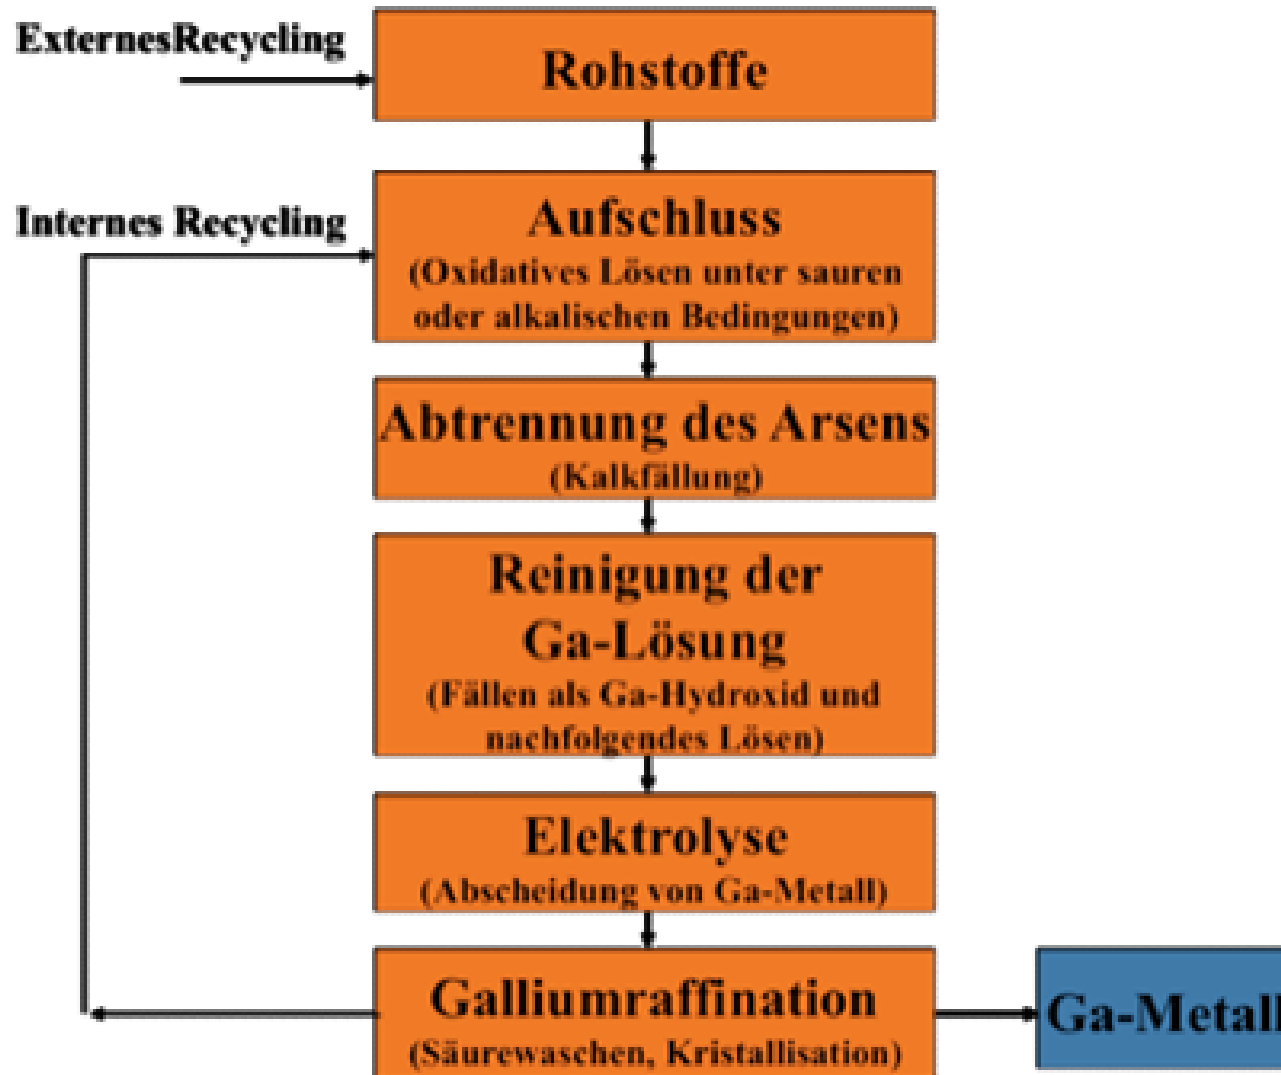 ExternesRecycling
Rohstoffe
Internes Recycling
Aufschluss
(Oxidatives Lösen unter sauren
oder alkalischen Bedingungen)
Abtrennung des Arsens
(Kalkfällung)
Reinigung der
Ga-Lösung
(Fällen als Ga-Hydroxid und
nachfolgendes Lösen)
Elektrolyse
(Abscheidung von Ga-Metall)
Galliumraffination
(Säurewaschen, Kristallisation)
Ga-Metall